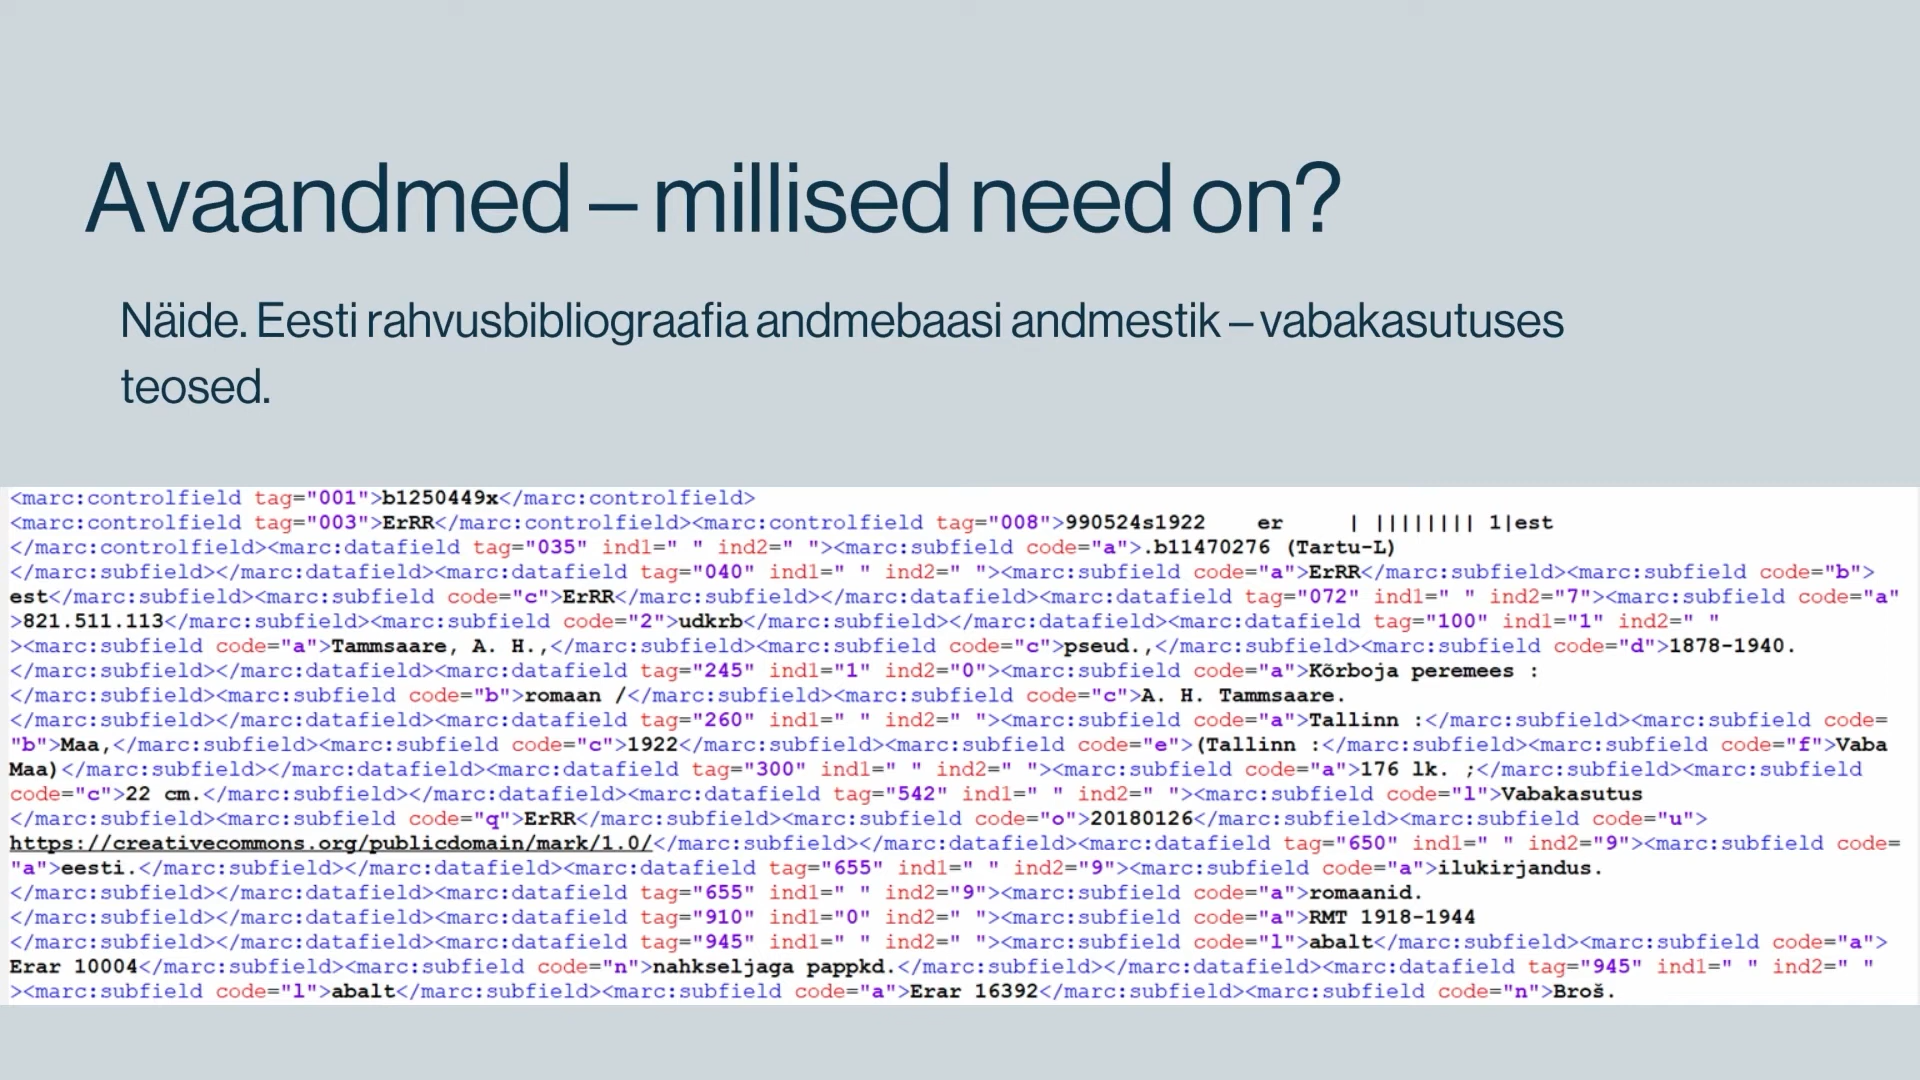 Avaandmed – millised need on?
Näide. Eesti rahvusbibliograafia andmebaasi andmestik – vabakasutuses
teosed.
<marc:controlfield tag="001">b1250449x</marc:controlfield>
<marc:controlfield tag="003">ErRR</marc:controlfield><marc:controlfield tag="008">990524s1922    er     | |||||||| 1|est
</marc:controlfield><marc:datafield tag="035" ind1=" " ind2=" "><marc:subfield code="a">.b11470276 (Tartu-L)
</marc:subfield></marc:datafield><marc:datafield tag="040" ind1=" " ind2=" "><marc:subfield code="a">ErRR</marc:subfield><marc:subfield code="b">
est</marc:subfield><marc:subfield code="c">ErRR</marc:subfield></marc:datafield><marc:datafield tag="072" ind1=" " ind2="7"><marc:subfield code="a"
>821.511.113</marc:subfield><marc:subfield code="2">udkrb</marc:subfield></marc:datafield><marc:datafield tag="100" ind1="1" ind2=" "
><marc:subfield code="a">Tammsaare, A. H.,</marc:subfield><marc:subfield code="c">pseud.,</marc:subfield><marc:subfield code="d">1878-1940.
</marc:subfield></marc:datafield><marc:datafield tag="245" ind1="1" ind2="0"><marc:subfield code="a">Kõrboja peremees :
</marc:subfield><marc:subfield code="b">romaan /</marc:subfield><marc:subfield code="c">A. H. Tammsaare.
</marc:subfield></marc:datafield><marc:datafield tag="260" ind1=" " ind2=" "><marc:subfield code="a">Tallinn :</marc:subfield><marc:subfield code=
"b">Maa,</marc:subfield><marc:subfield code="c">1922</marc:subfield><marc:subfield code="e">(Tallinn :</marc:subfield><marc:subfield code="f">Vaba
Maa)</marc:subfield></marc:datafield><marc:datafield tag="300" ind1=" " ind2=" "><marc:subfield code="a">176 lk. ;</marc:subfield><marc:subfield
code="c">22 cm.</marc:subfield></marc:datafield><marc:datafield tag="542" ind1=" " ind2=" "><marc:subfield code="l">Vabakasutus
</marc:subfield><marc:subfield code="q">ErRR</marc:subfield><marc:subfield code="o">20180126</marc:subfield><marc:subfield code="u">
https://creativecommons.org/publicdomain/mark/1.0/</marc:subfield></marc:datafield><marc:datafield tag="650" ind1=" " ind2="9"><marc:subfield code=
"a">eesti.</marc:subfield></marc:datafield><marc:datafield tag="655" ind1=" " ind2="9"><marc:subfield code="a">ilukirjandus.
</marc:subfield></marc:datafield><marc:datafield tag="655" ind1=" " ind2="9"><marc:subfield code="a">romaanid.
</marc:subfield></marc:datafield><marc:datafield tag="910" ind1="0" ind2=" "><marc:subfield code="a">RMT 1918-1944
</marc:subfield></marc:datafield><marc:datafield tag="945" ind1=" " ind2=" "><marc:subfield code="l">abalt</marc:subfield><marc:subfield code="a">
Erar 10004</marc:subfield><marc:subfield code="n">nahkseljaga pappkd.</marc:subfield></marc:datafield><marc:datafield tag="945" ind1=" " ind2=" "
><marc:subfield code="l">abalt</marc:subfield><marc:subfield code="a">Erar 16392</marc:subfield><marc:subfield code="n">Broš.